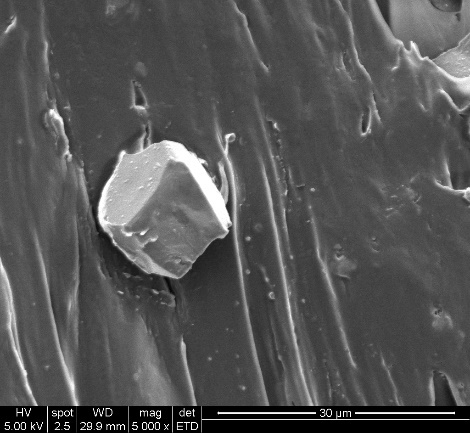 HV spot WD mag det
5.00 kV 2.5 29.9 mm 5 000 x ETD 30 µm